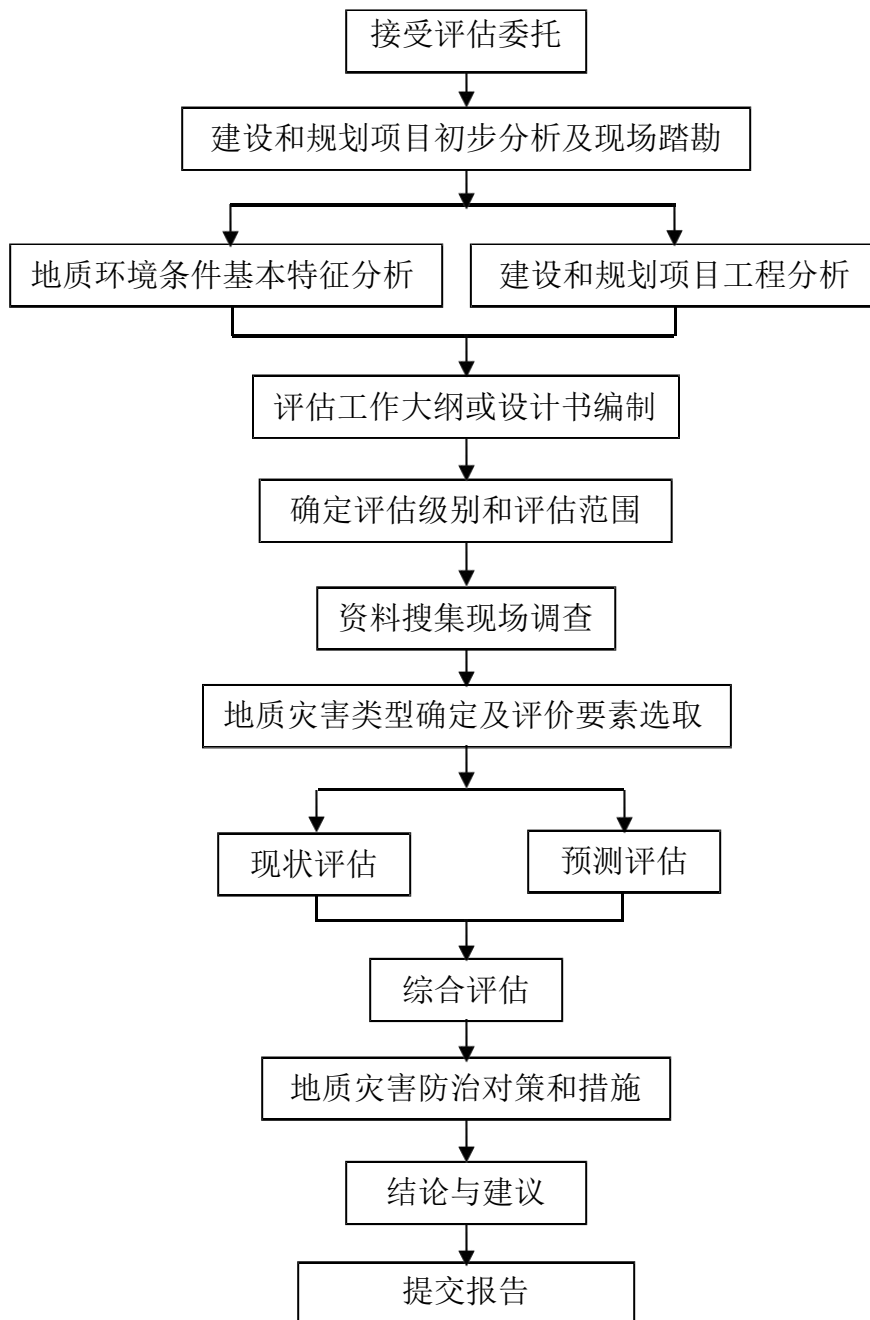 接受评估委托
建设和规划项目初步分析及现场踏勘
地质环境条件基本特征分析
建设和规划项目工程分析
评估工作大纲或设计书编制
确定评估级别和评估范围
资料搜集现场调查
地质灾害类型确定及评价要素选取
现状评估
预测评估
综合评估
地质灾害防治对策和措施
结论与建议
提交报告